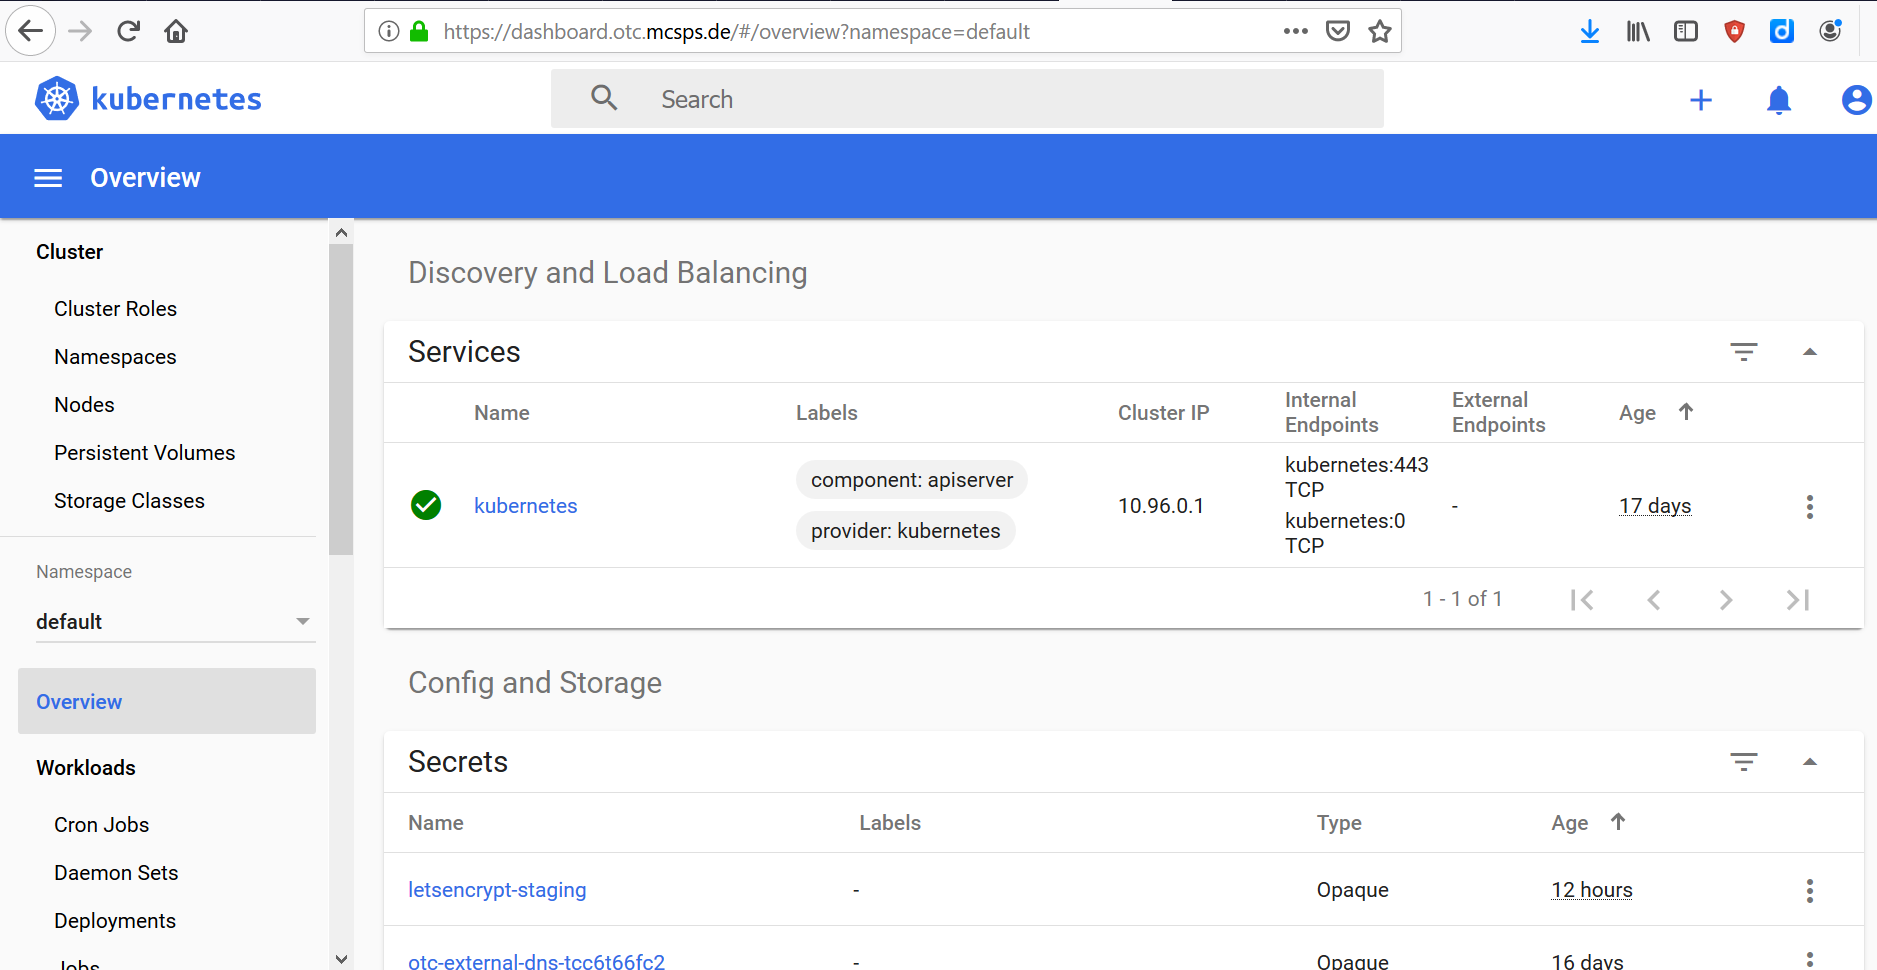 https://dashboard.otc.mcsps.de/#/overview?namespace=default
kubernetes
Search
Overview
Cluster
Cluster Roles
Namespaces
Nodes
Persistent Volumes
Storage Classes
Namespace
default
Overview
Workloads
Cron Jobs
Daemon Sets
Deployments
Jobs
Discovery and Load Balancing
Services
Name Labels Cluster IP Internal Endpoints External Endpoints Age
kubernetes
component: apiserver
provider: kubernetes
10.96.0.1
kubernetes:443
TCP
kubernetes:0
TCP
-
17 days
1 - 1 of 1
Config and Storage
Secrets
Name Labels Type Age
letsencrypt-staging - Opaque 12 hours
otc-external-dns-tcc6t66fc2 - Opaque 16 days